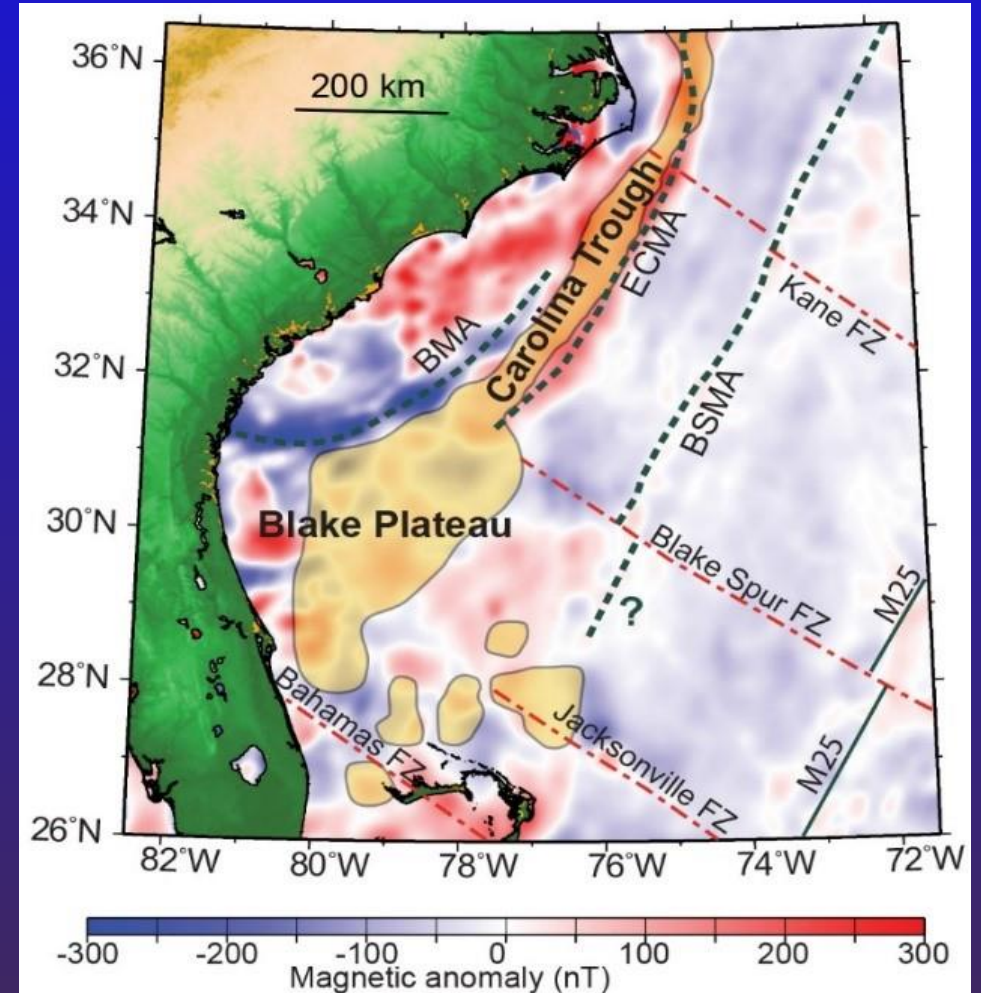 36°N
200 km
34°N
32°N
30°N
28°N
26°N
Carolina Trough
ECMA
BMA
Kane FZ
BSMA
Blake Plateau
Blake Spur FZ
?
M25
Bahamas FZ
Jacksonville FZ
M25
82°W
80°W
78°W
76°W
74°W
72°W
-300
-200
-100
0
100
200
300
Magnetic anomaly (nT)